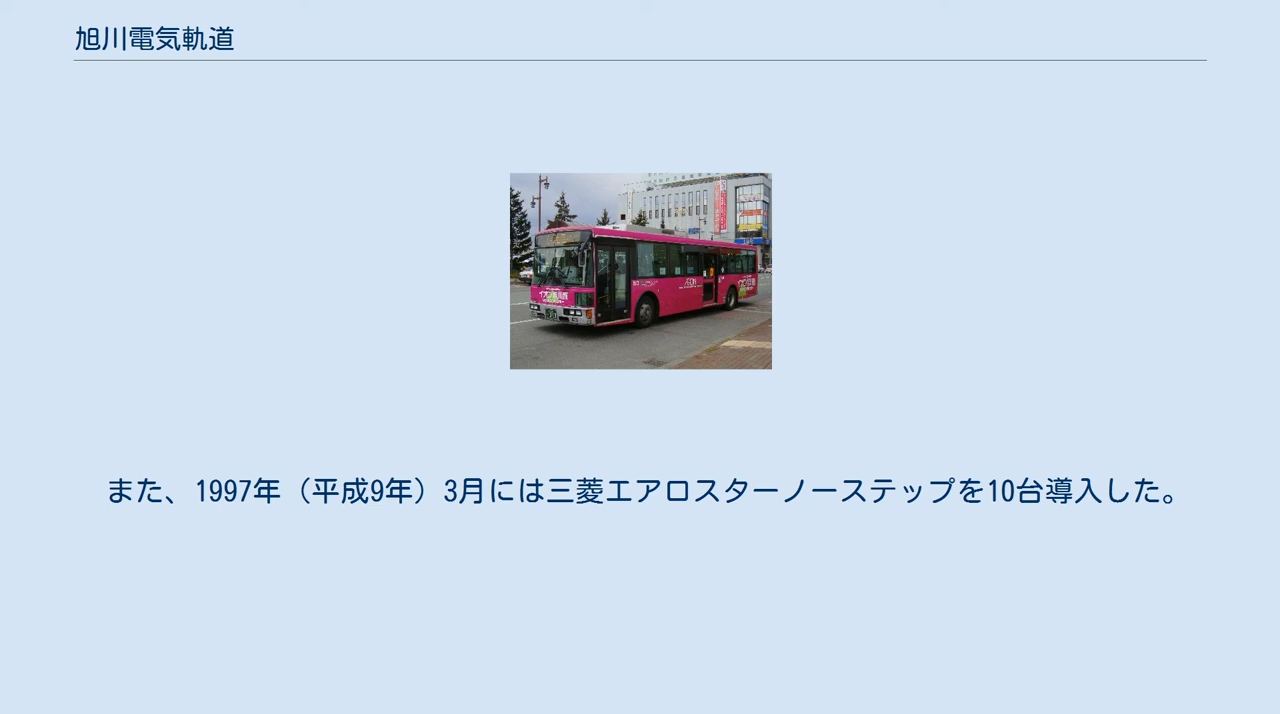 旭川電気軌道
また、1997年（平成9年）3月には三菱エアロスターノーステップを10台導入した。